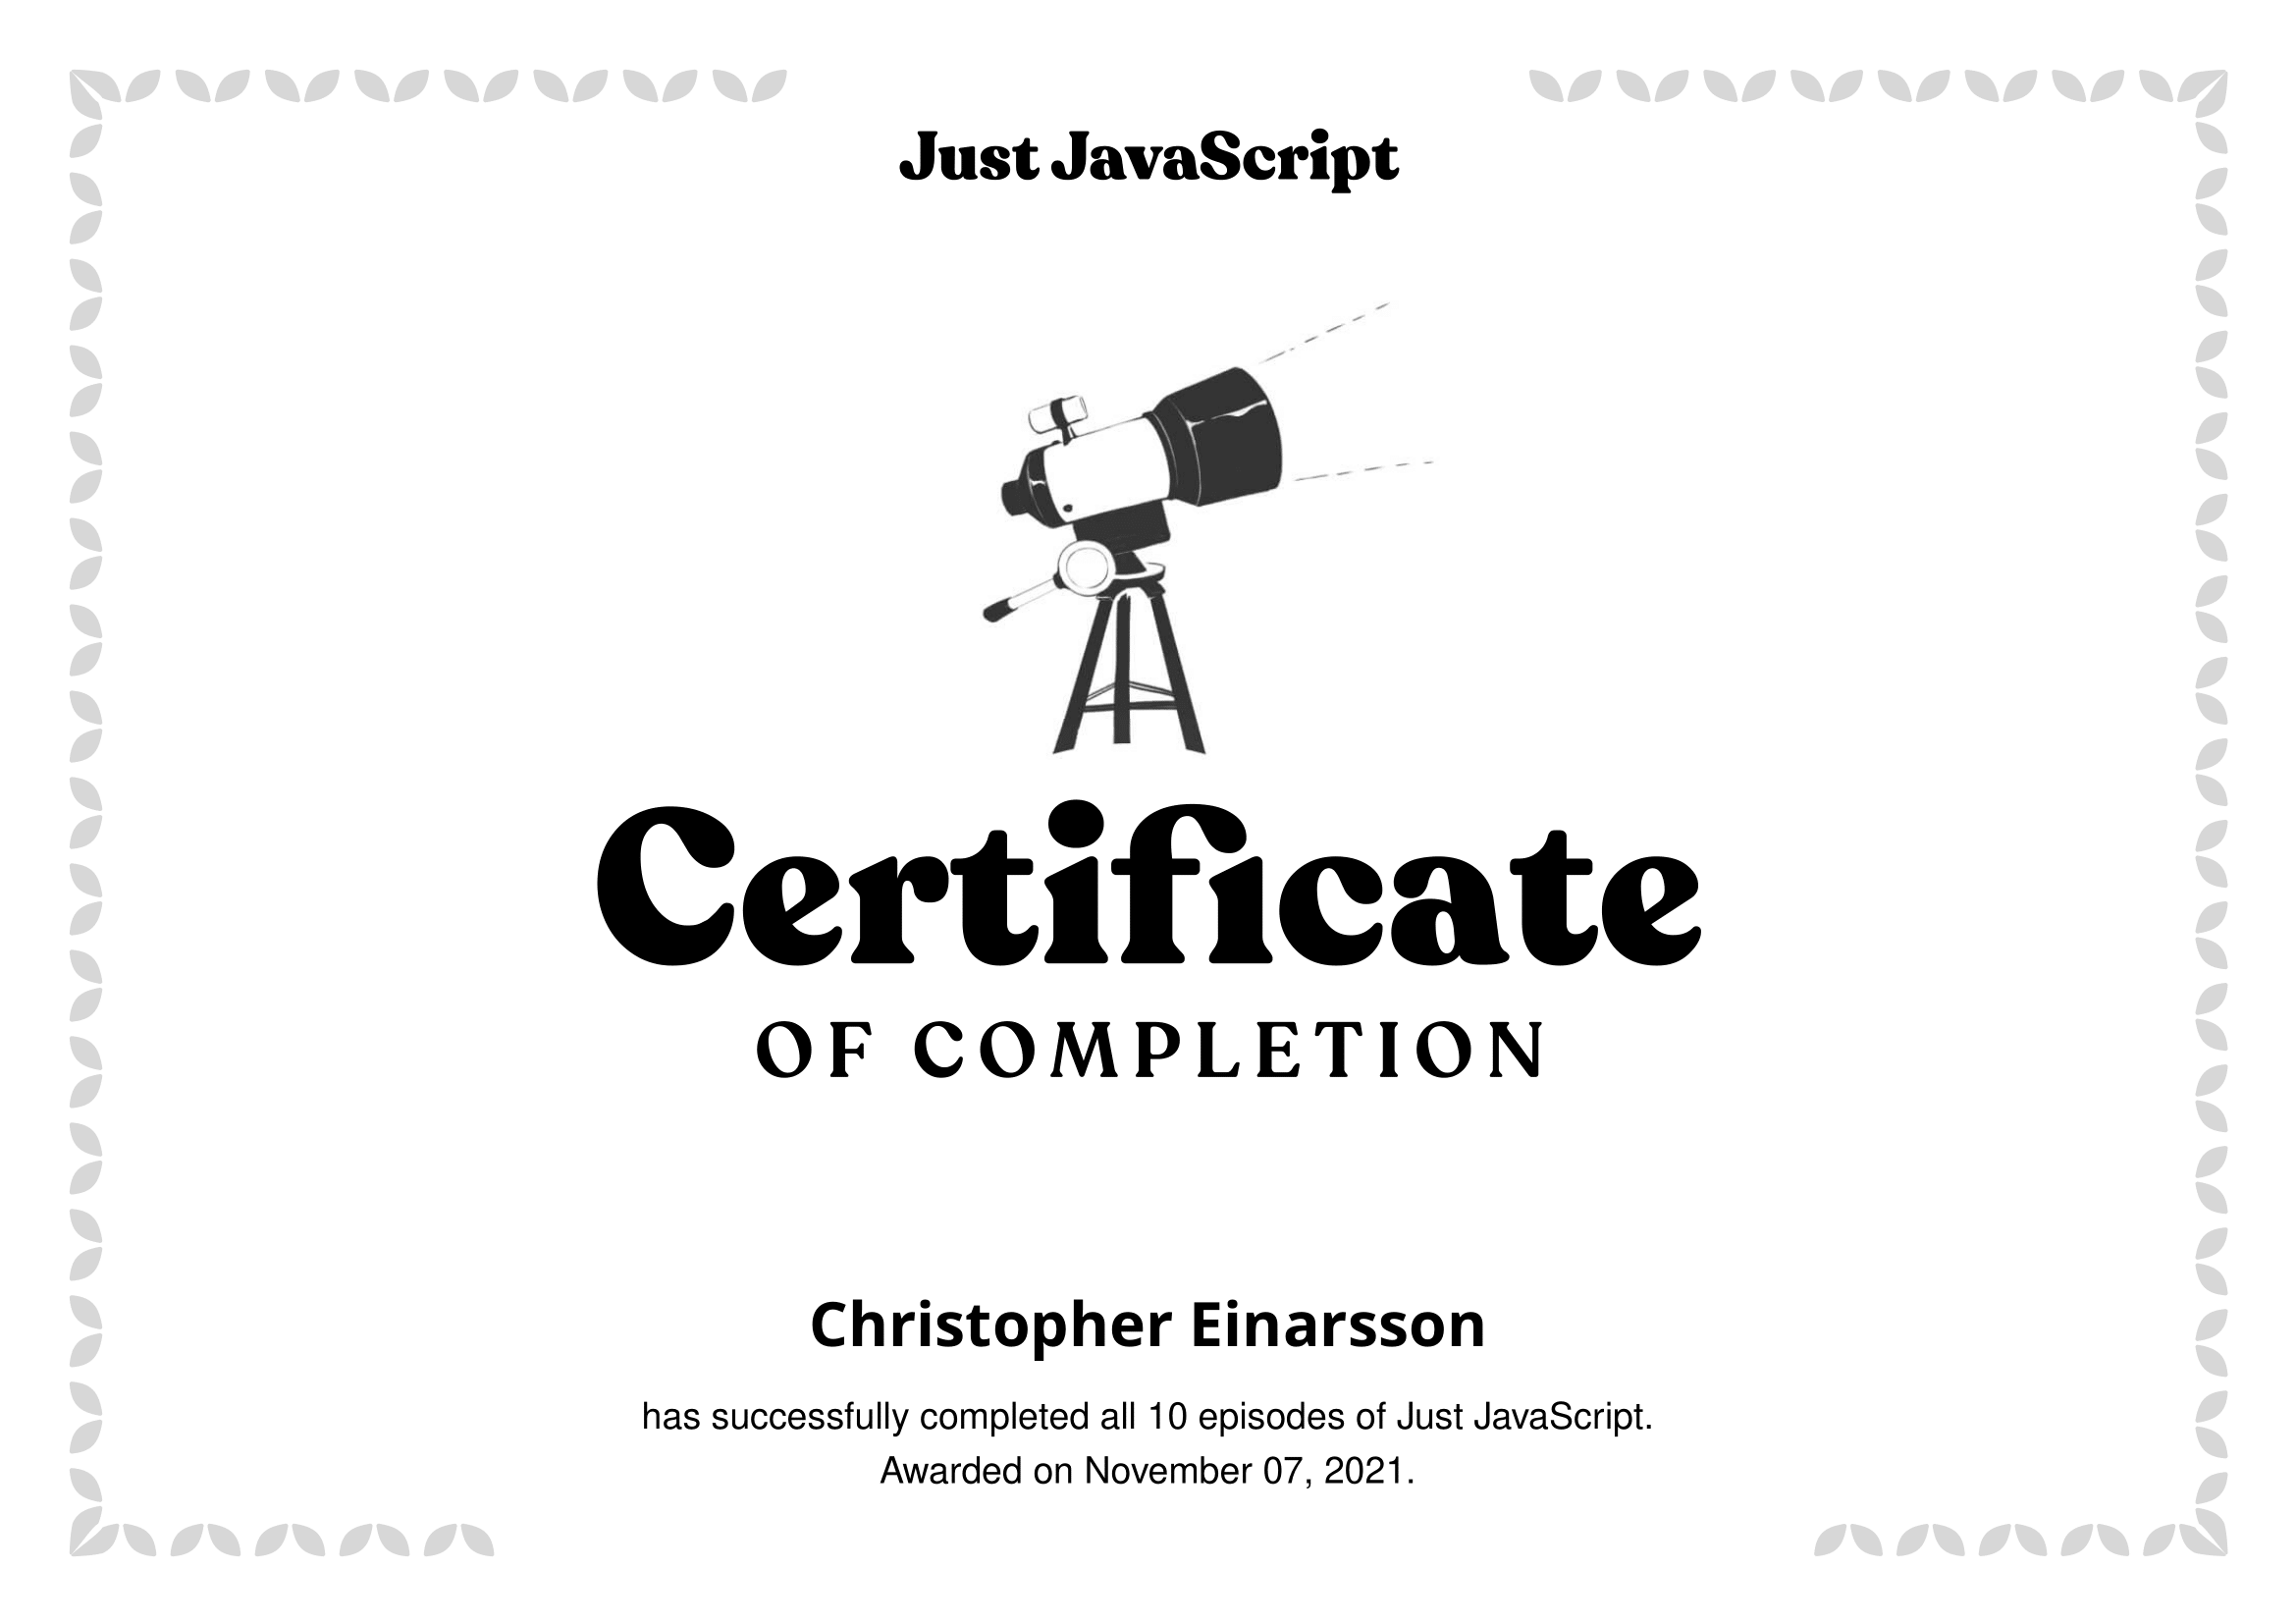 Just JavaScript
Certificate
OF COMPLETION
Christopher Einarsson
has successfully completed all 10 episodes of Just JavaScript.
Awarded on November 07, 2021.